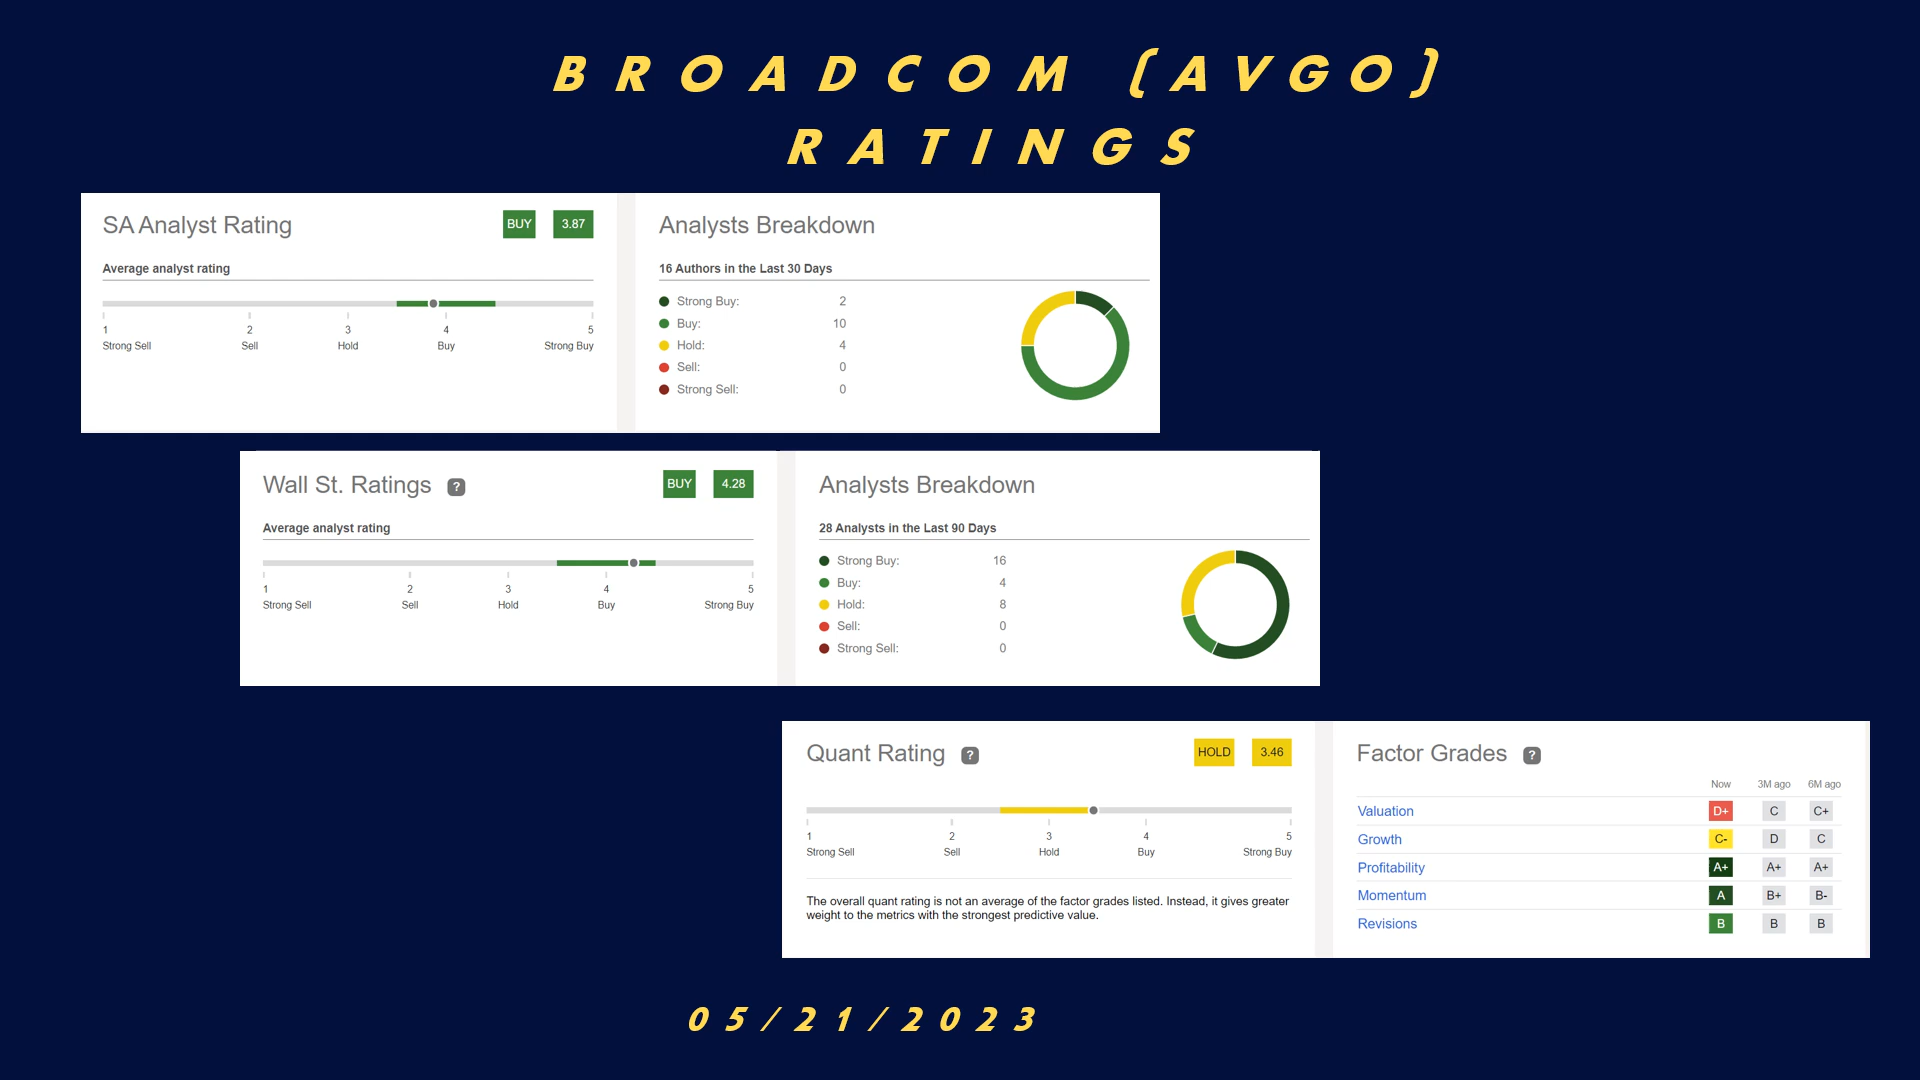 BROADCOM (AVGO)
RATINGS
SA Analyst Rating BUY 3.87
Average analyst rating
1 2 3 4 5
Strong Sell Sell Hold Buy Strong Buy
Analysts Breakdown
16 Authors in the Last 30 Days
Strong Buy: 2
Buy: 10
Hold: 4
Sell: 0
Strong Sell: 0
Wall St. Ratings ? BUY 4.28
Average analyst rating
1 2 3 4 5
Strong Sell Sell Hold Buy Strong Buy
Analysts Breakdown
28 Analysts in the Last 90 Days
Strong Buy: 16
Buy: 4
Hold: 8
Sell: 0
Strong Sell: 0
Quant Rating ? HOLD 3.46
1 2 3 4 5
Strong Sell Sell Hold Buy Strong Buy
The overall quant rating is not an average of the factor grades listed. Instead, it gives greater
weight to the metrics with the strongest predictive value.
Factor Grades ?
Now 3M ago 6M ago
Valuation D+ C C+
Growth C- D C
Profitability A+ A+ A+
Momentum A B+ B-
Revisions B B B
05/21/2023